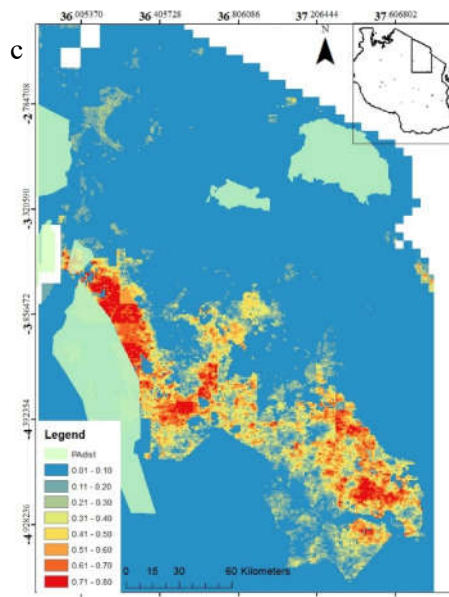 36.005370 36.405728 36.806086 37.206444 37.606802
c
N
-2.784708
-3.320590
-3.856472
-4.392354
-4.928236
Legend
PAdist
0.01 - 0.10
0.11 - 0.20
0.21 - 0.30
0.31 - 0.40
0.41 - 0.50
0.51 - 0.60
0.61 - 0.70
0.71 - 0.80
0 15 30 60 Kilometers